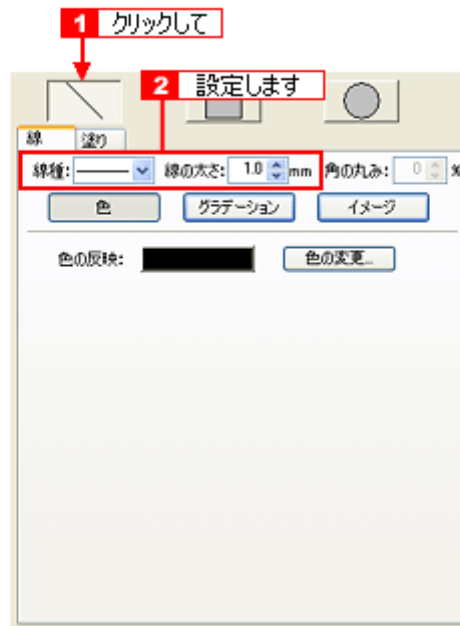 1 クリックして
2 設定します
線 塗り
線種: 線の太さ: 1.0 mm 角の丸み: 0 %
色 グラデーション イメージ
色の反映: 色の変更...